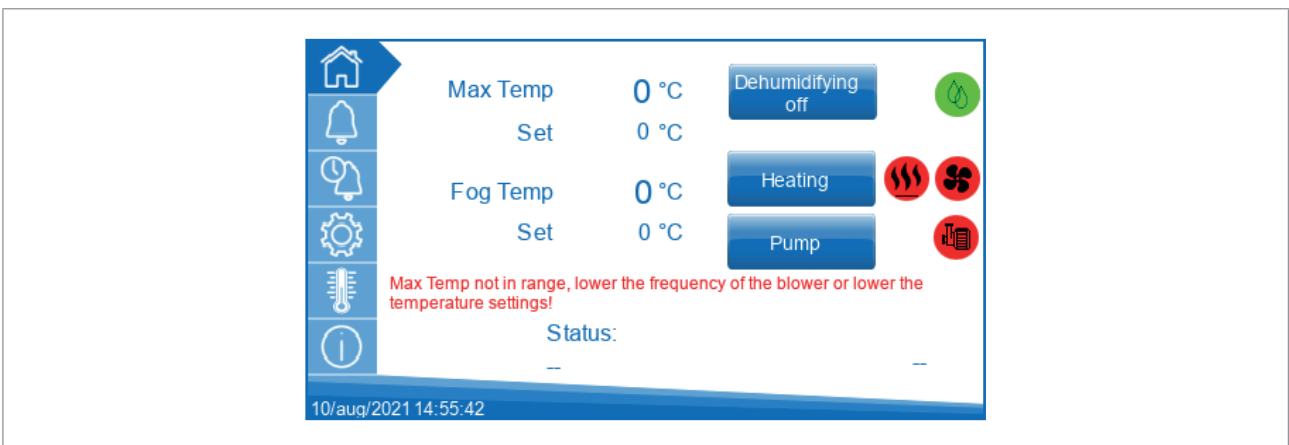 Max Temp 0 °C
Dehumidifying
off
Set 0 °C
Fog Temp 0 °C
Heating
Set 0 °C
Pump
Max Temp not in range, lower the frequency of the blower or lower the
temperature settings!
Status:
-- --
10/aug/2021 14:55:42